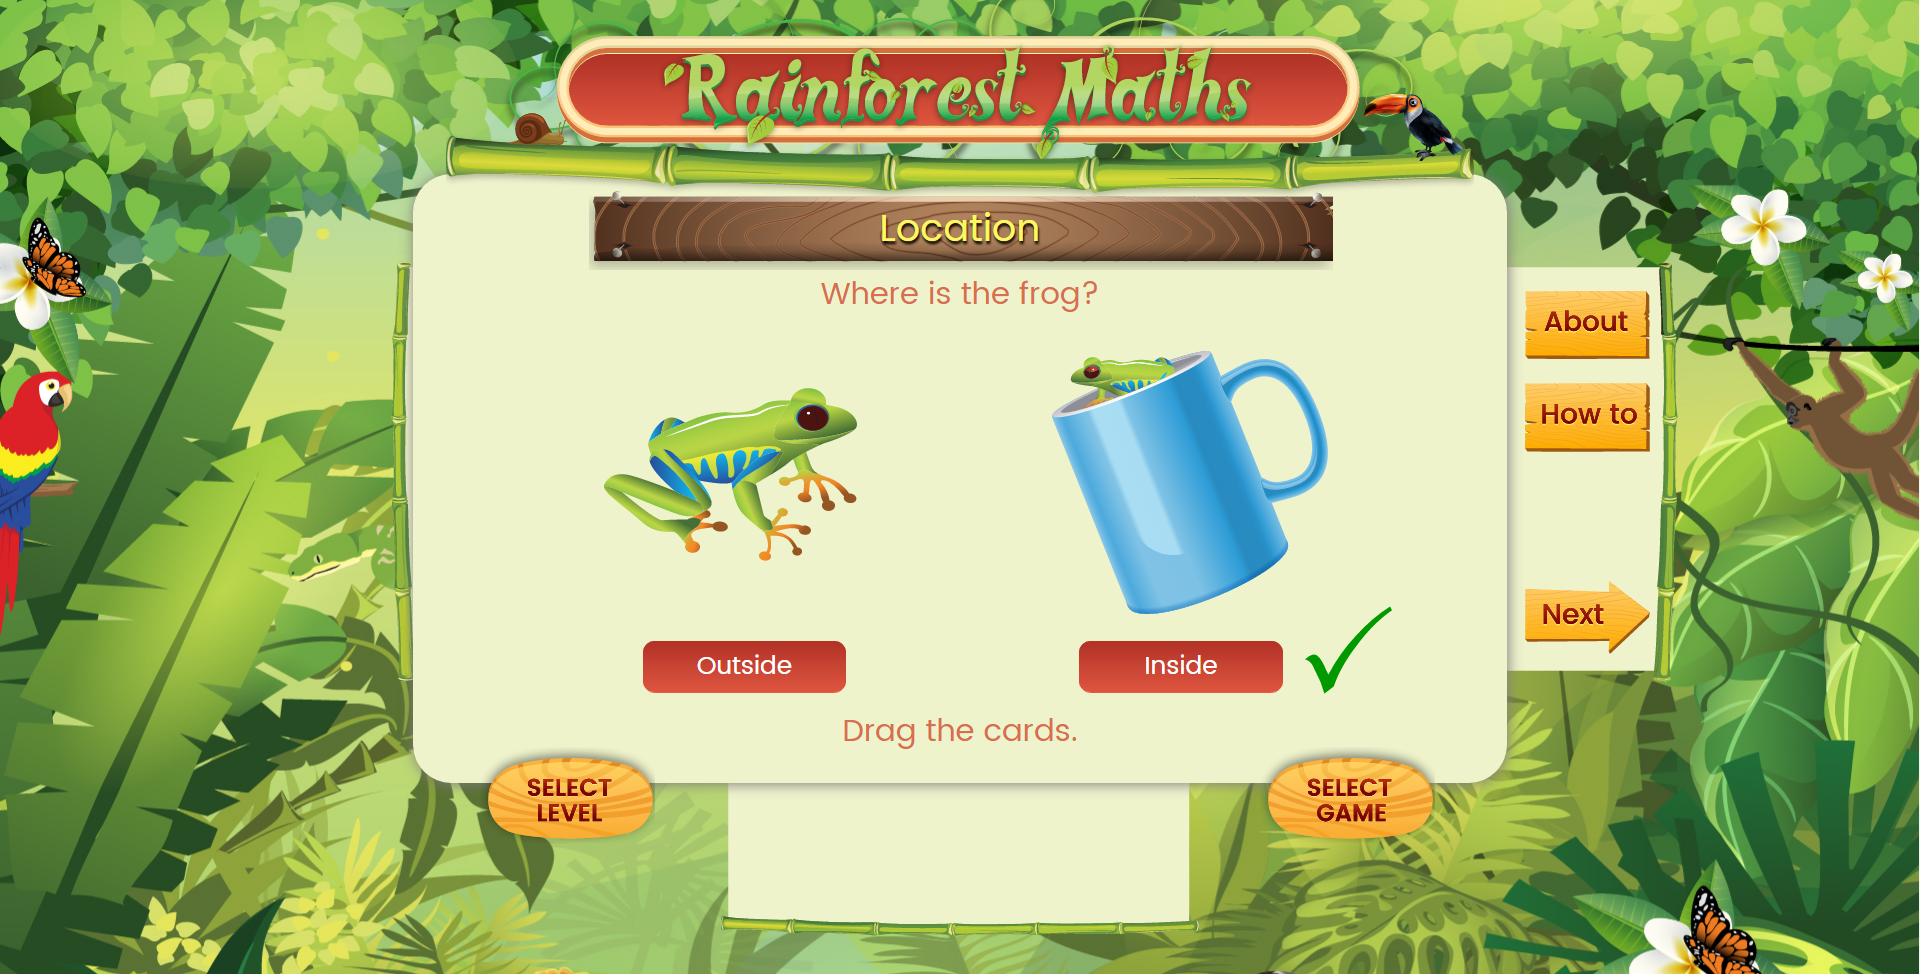 Rainforest Maths
Location
Where is the frog?
About
How to
Next
Outside
Inside
Drag the cards.
SELECT
LEVEL
SELECT
GAME